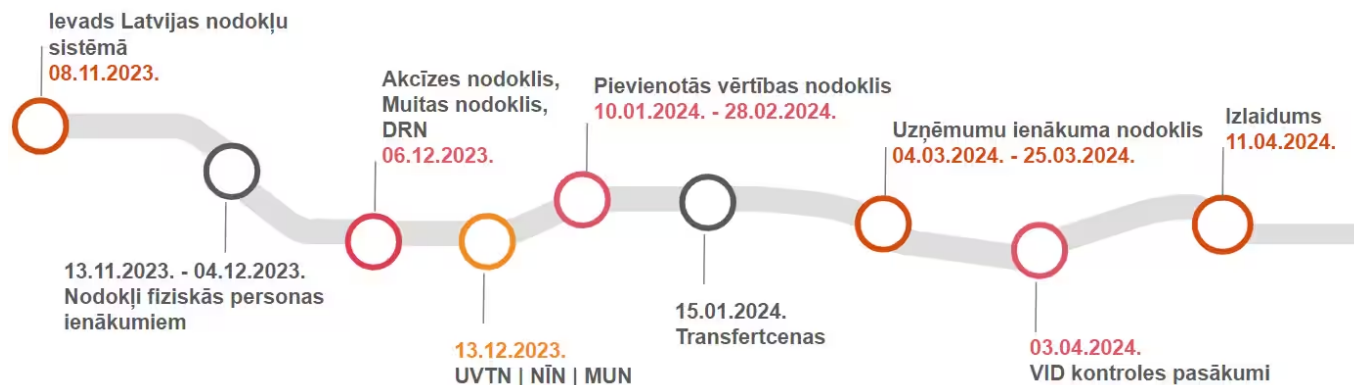 Ievads Latvijas nodokļu
sistēmā
08.11.2023.
13.11.2023. - 04.12.2023.
Nodokļi fiziskās personas
ienākumiem
Akcīzes nodoklis,
Muitas nodoklis,
DRN
06.12.2023.
13.12.2023.
UVTN | NĪN | MUN
Pievienotās vērtības nodoklis
10.01.2024. - 28.02.2024.
15.01.2024.
Transfertcenas
Uzņēmumu ienākuma nodoklis
04.03.2024. - 25.03.2024.
03.04.2024.
VID kontroles pasākumi
Izlaidums
11.04.2024.